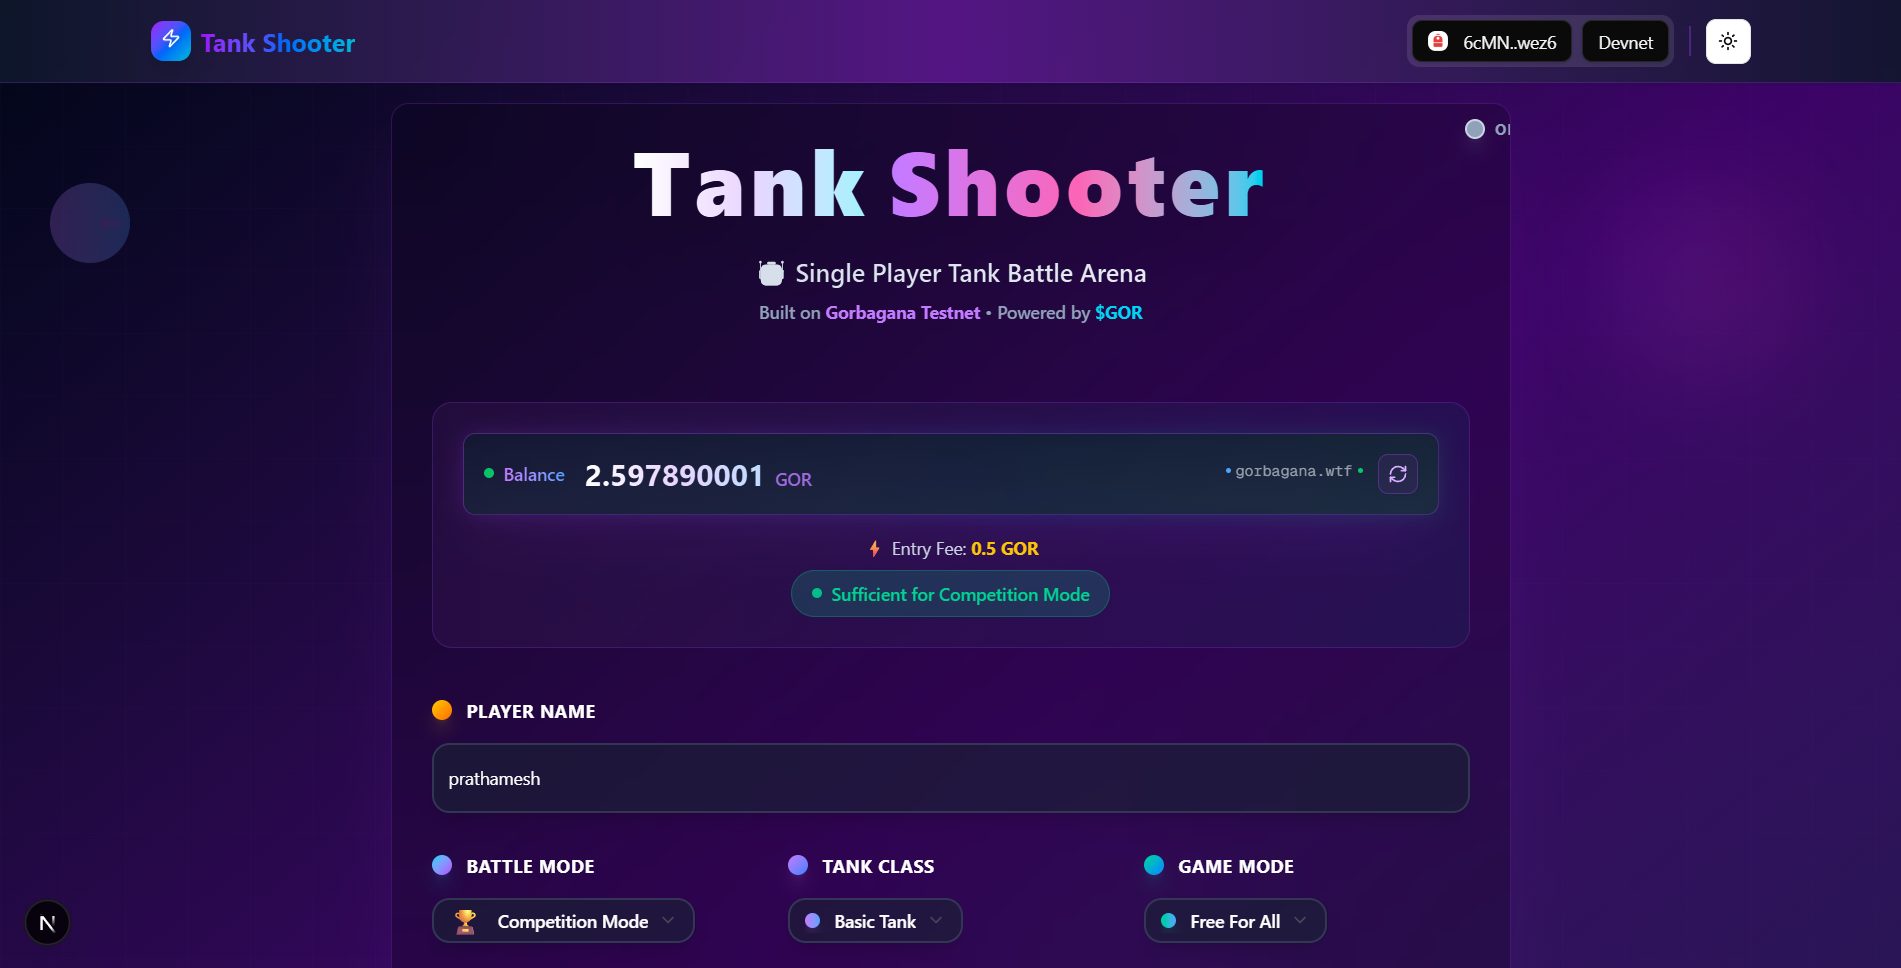 Tank Shooter
6cMN..wez6
Devnet
Tank Shooter
Single Player Tank Battle Arena
Built on Gorbagana Testnet • Powered by $GOR
Balance 2.597890001 GOR
gorbagana.wtf
Entry Fee: 0.5 GOR
Sufficient for Competition Mode
PLAYER NAME
prathamesh
BATTLE MODE
TANK CLASS
GAME MODE
Competition Mode
Basic Tank
Free For All
N